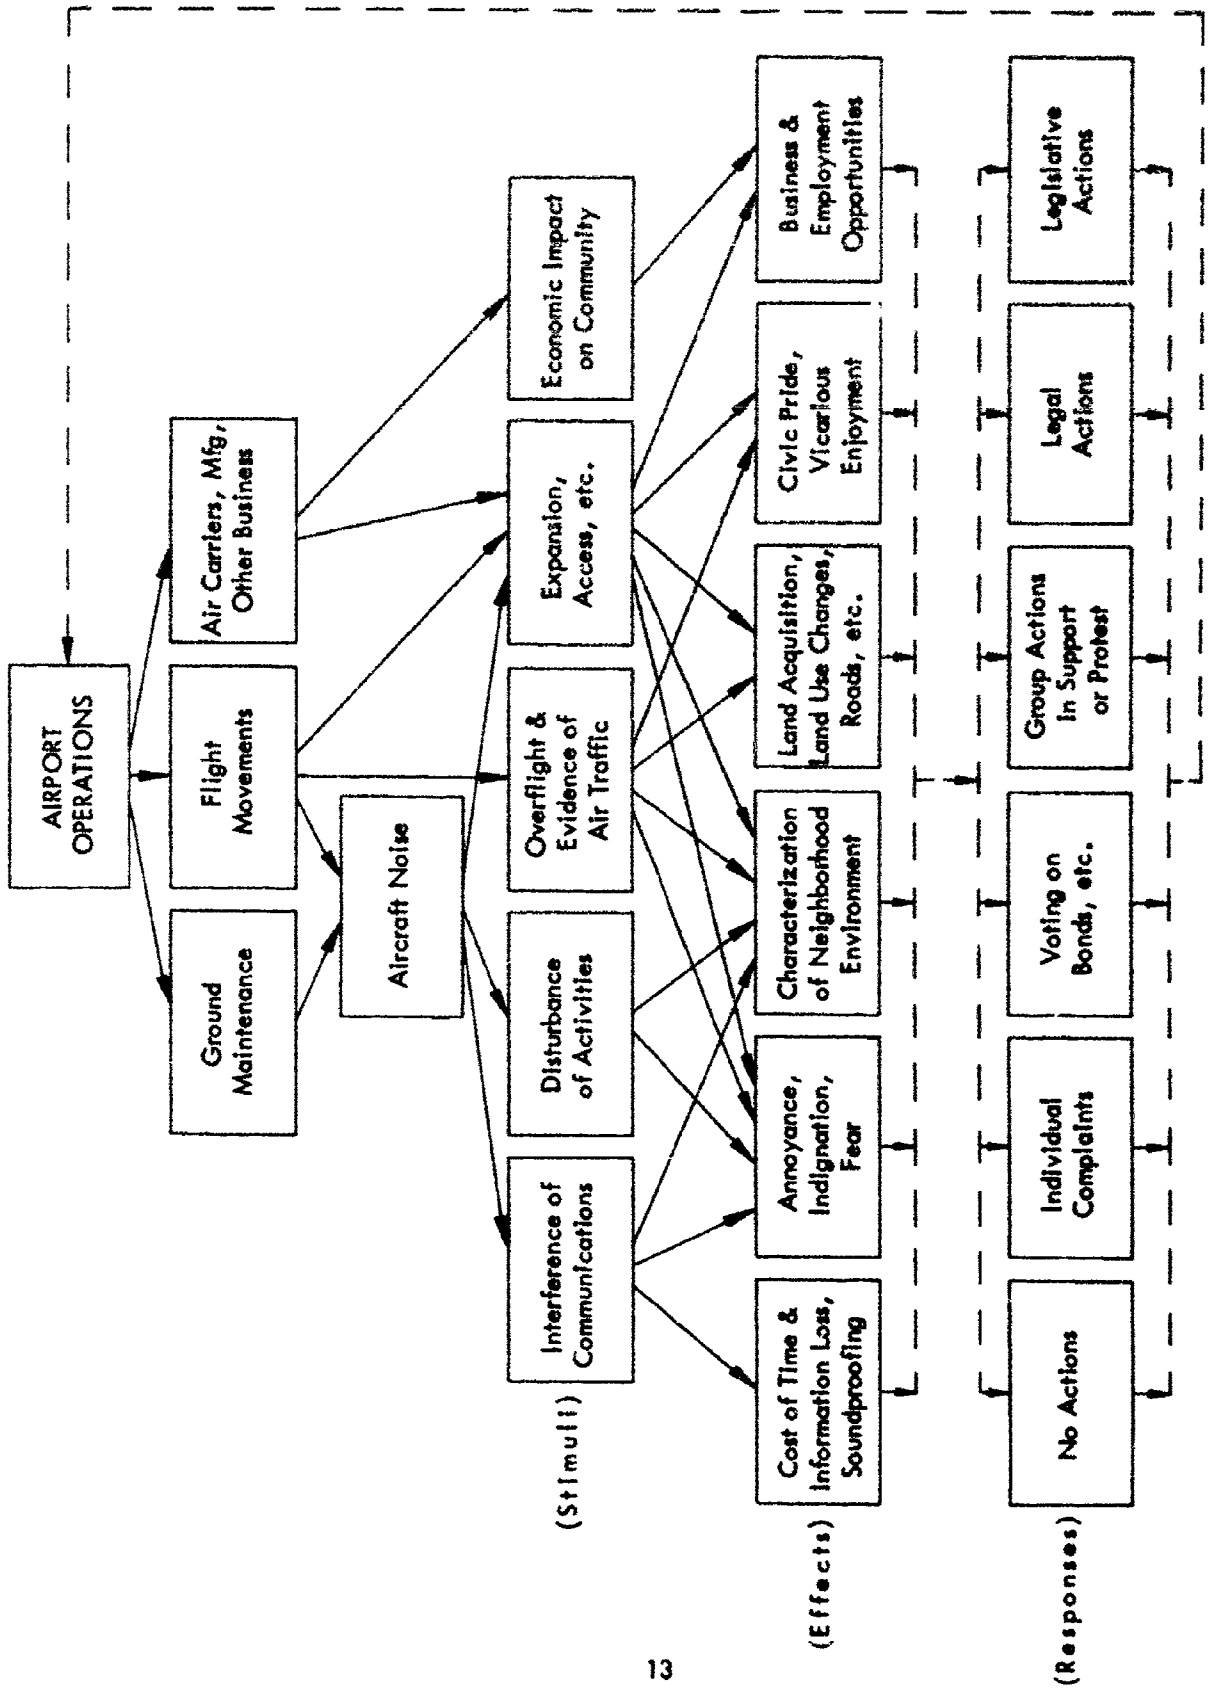 AIRPORT
OPERATIONS
Ground
Maintenance
Flight
Movements
Air Carriers, Mfg,
Other Business
Aircraft Noise
(Stimuli)
Interference of
Communications
Disturbance
of Activities
Overflight &
Evidence of
Air Traffic
Expansion,
Access, etc.
Economic Impact
on Community
(Effects)
Cost of Time &
Information Loss,
Soundproofing
Annoyance,
Indignation,
Fear
Characterization
of Neighborhood
Environment
Land Acquisition,
Land Use Changes,
Roads, etc.
Civic Pride,
Vicarious
Enjoyment
Business &
Employment
Opportunities
(Responses)
No Actions
Individual
Complaints
Voting on
Bonds, etc.
Group Actions
In Support
or Protest
Legal
Actions
Legislative
Actions
13